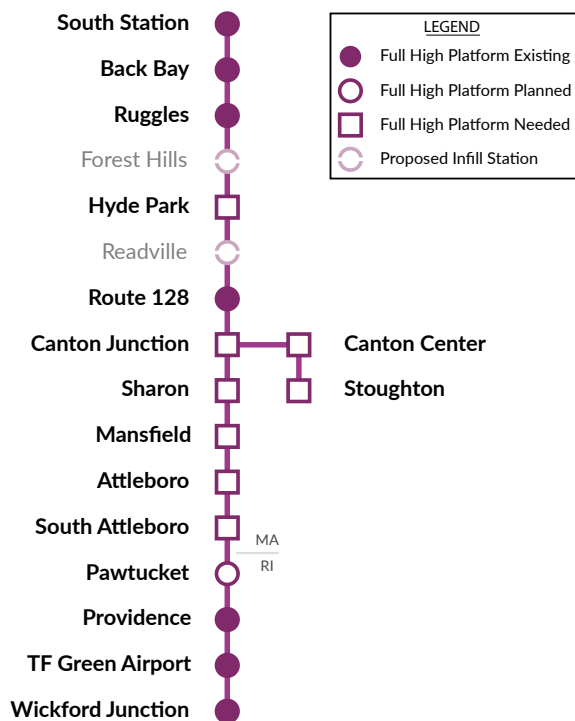 South Station
Back Bay
Ruggles
Forest Hills
Hyde Park
Readville
Route 128
Canton Junction
Canton Center
Sharon
Stoughton
Mansfield
Attleboro
South Attleboro
MA
RI
Pawtucket
Providence
TF Green Airport
Wickford Junction
LEGEND
Full High Platform Existing
Full High Platform Planned
Full High Platform Needed
Proposed Infill Station